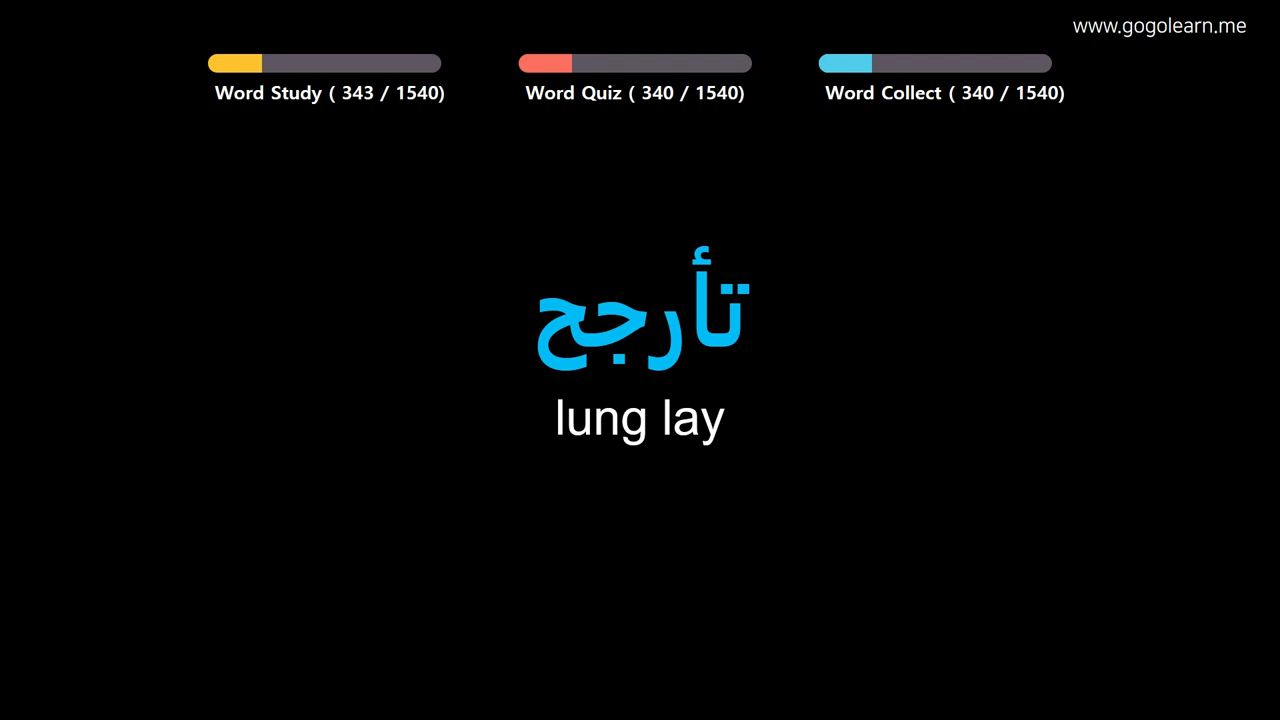 www.gogolearn.me
Word Study ( 343 / 1540)
Word Quiz ( 340 / 1540)
Word Collect ( 340 / 1540)
تأرجح
lung lay